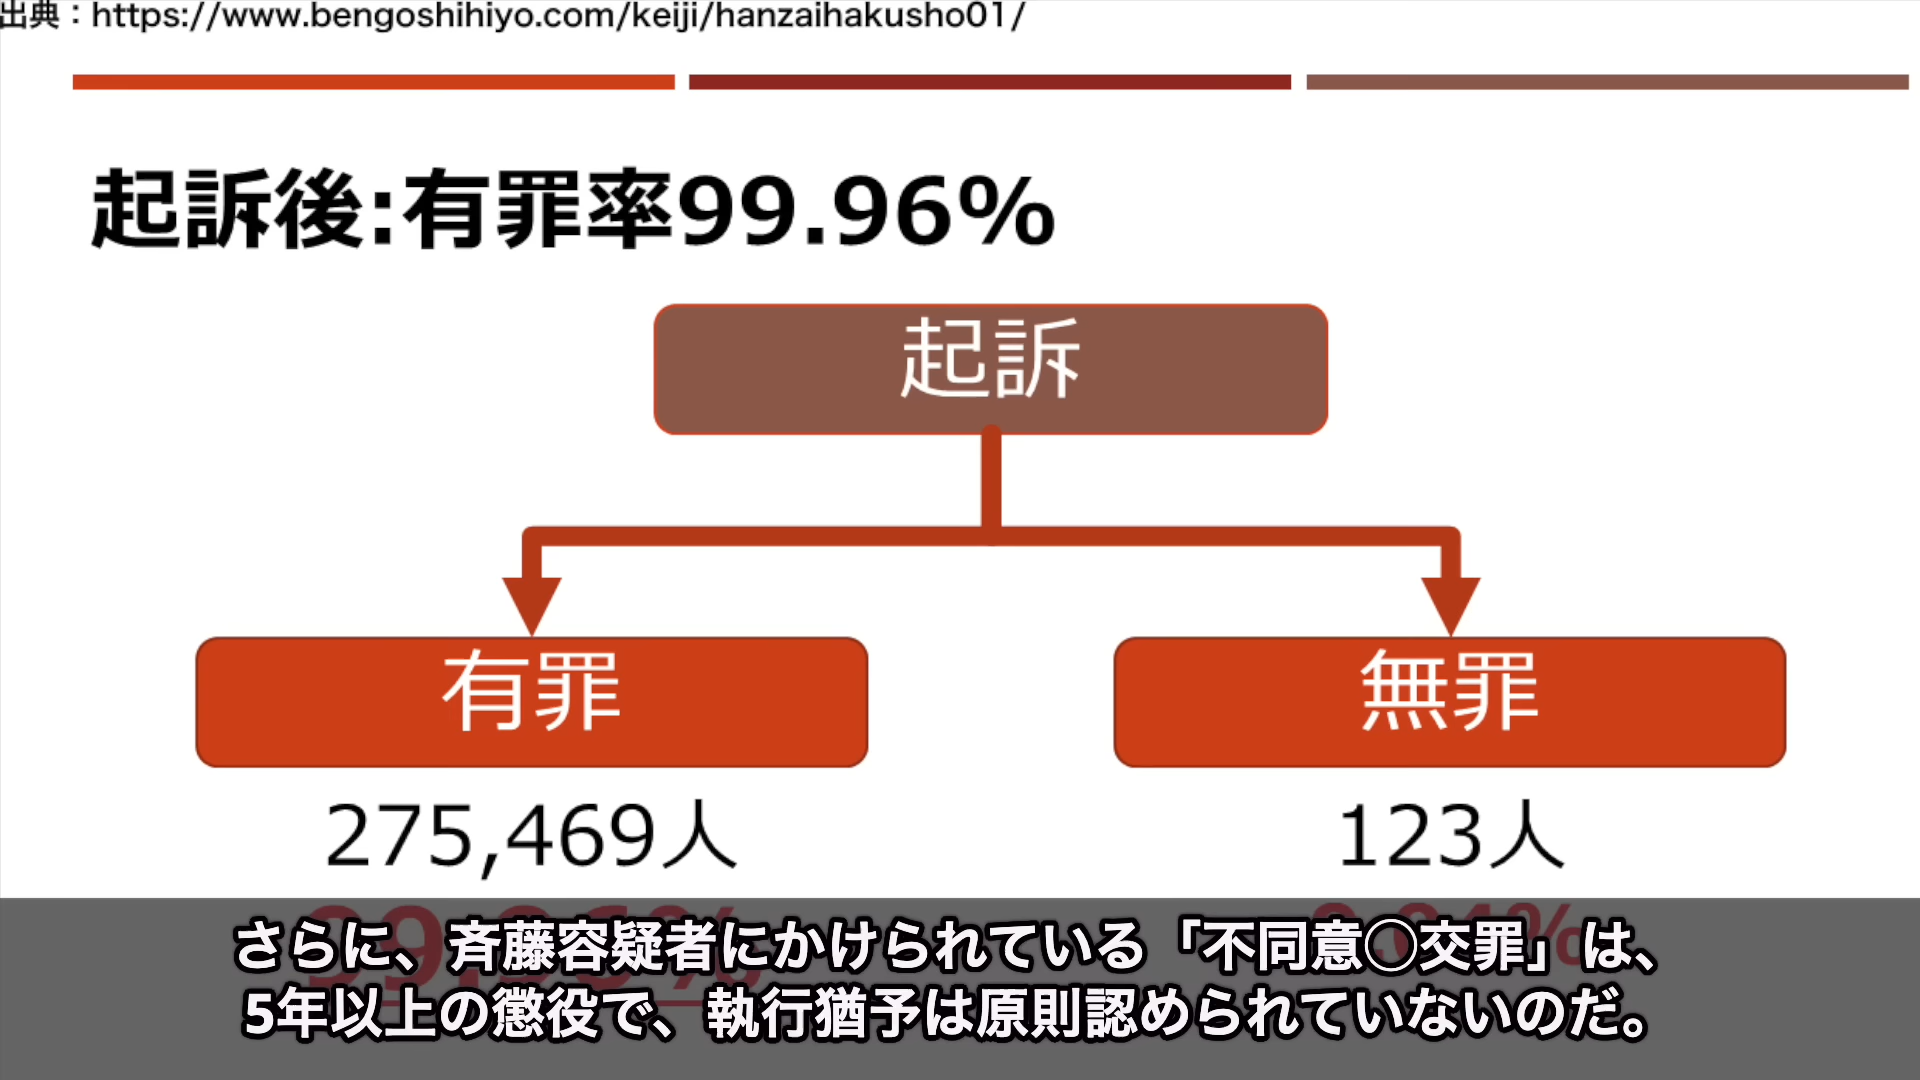 出典：https://www.bengoshihiyo.com/keiji/hanzaihakusho01/
起訴後:有罪率99.96%
起訴
有罪
無罪
275,469人
123人
さらに、斉藤容疑者にかけられている「不同意◯交罪」は、
5年以上の懲役で、執行猶予は原則認められていないのだ。